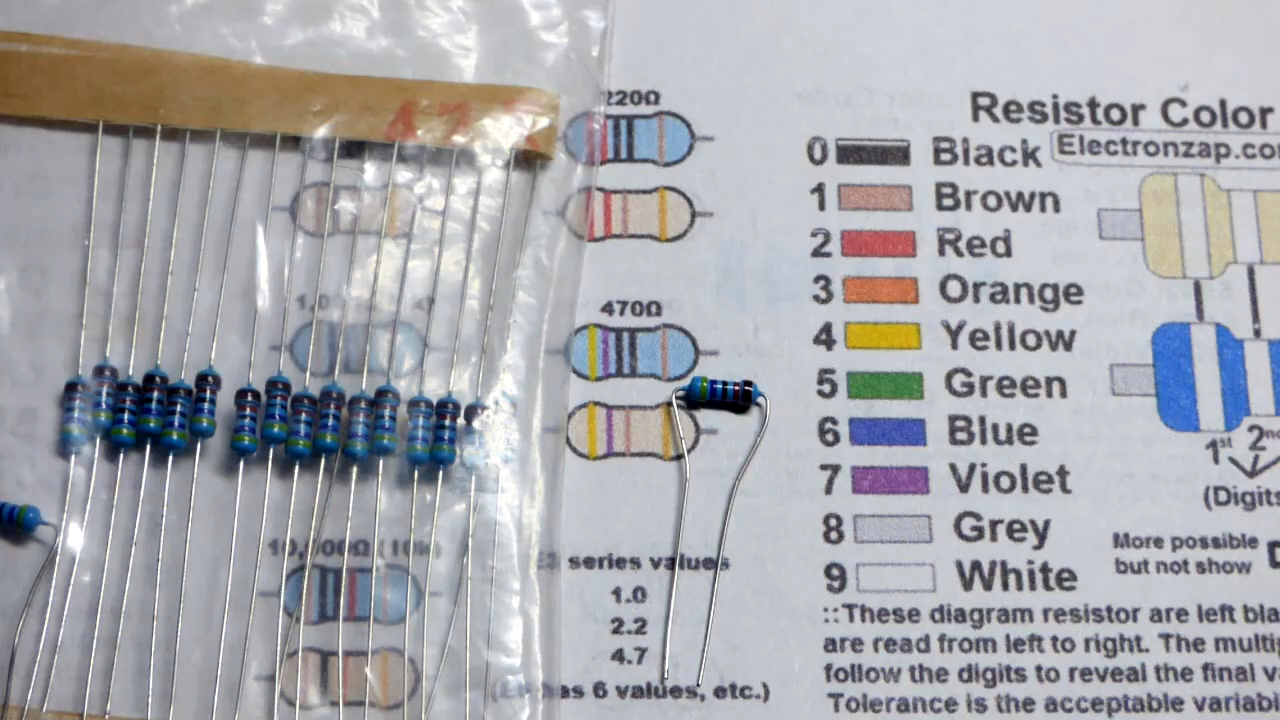 220Ω
470Ω
10,000Ω (10k)
series values
1.0
2.2
4.7
has 6 values, etc.)
Resistor Color
Electronzap.co
0 Black
1 Brown
2 Red
3 Orange
4 Yellow
5 Green
6 Blue
7 Violet
8 Grey
9 White
1st 2nd
(Digits
More possible
but not show
::These diagram resistor are left bla
are read from left to right. The multip
follow the digits to reveal the final v
Tolerance is the acceptable variabi